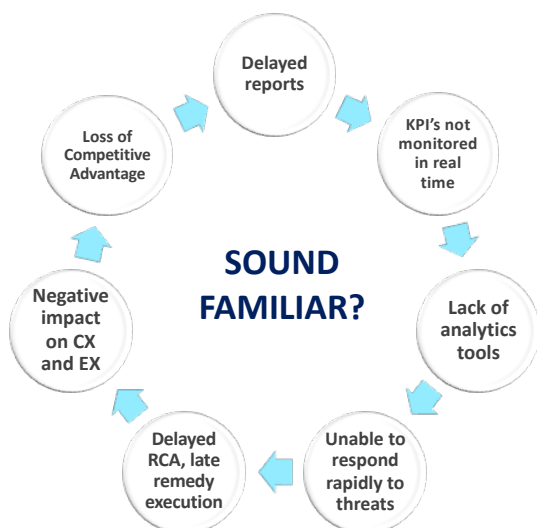 Delayed
reports
KPI's not
monitored
in real
time
Lack of
analytics
tools
Unable to
respond
rapidly to
threats
Delayed
RCA, late
remedy
execution
Negative
impact
on CX
and EX
Loss of
Competitive
Advantage
SOUND
FAMILIAR?